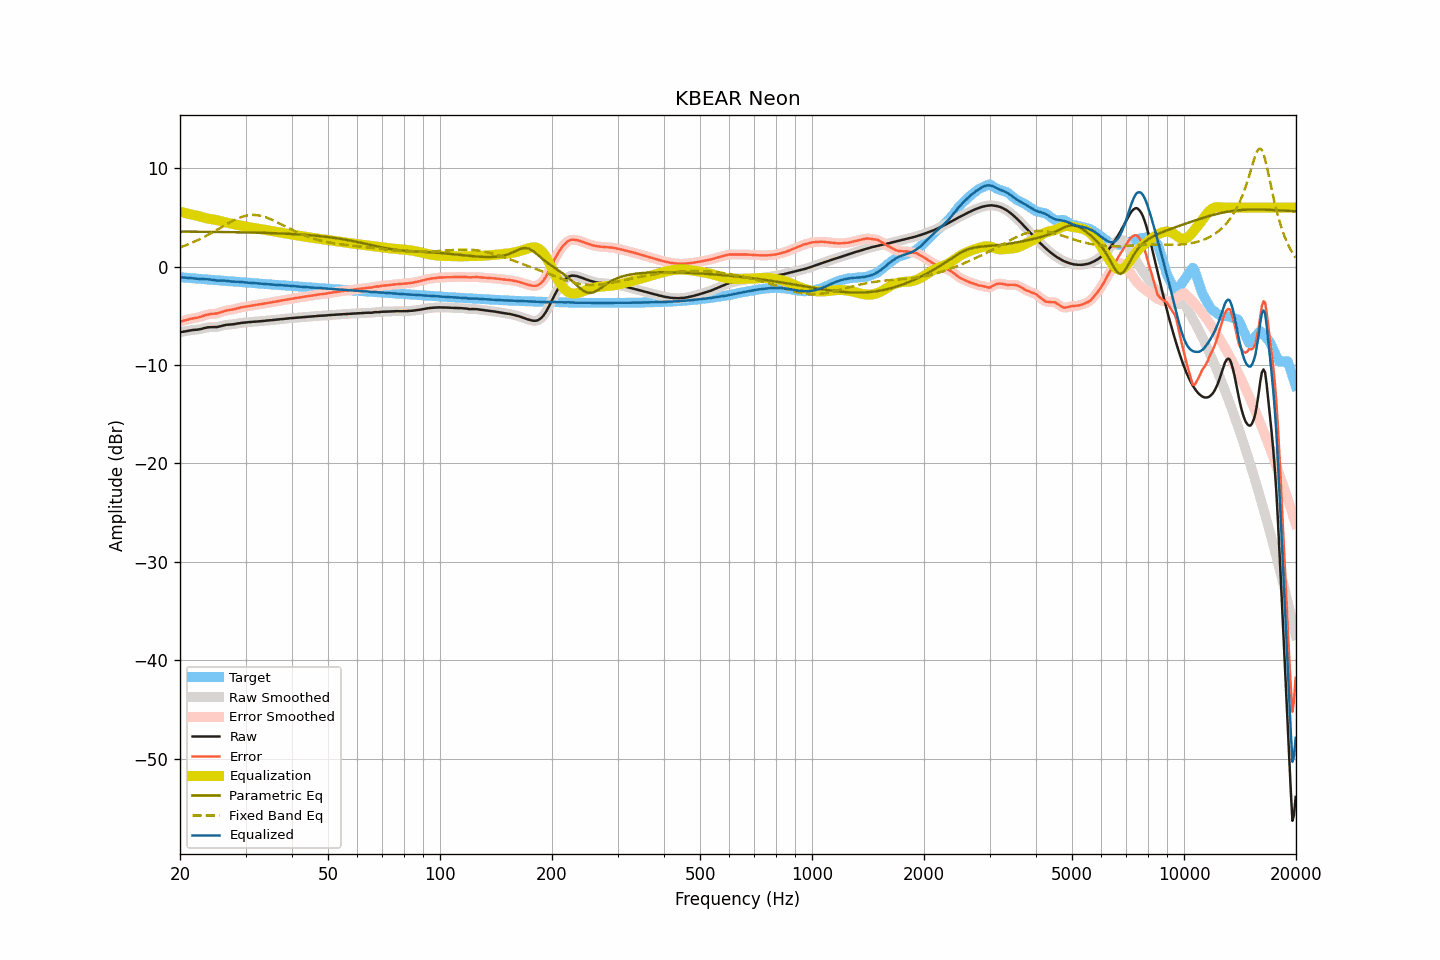 KBEAR Neon
Amplitude (dBr)
10
0
−10
−20
−30
−40
−50
Target
Raw Smoothed
Error Smoothed
Raw
Error
Equalization
Parametric Eq
Fixed Band Eq
Equalized
20 50 100 200 500 1000 2000 5000 10000 20000
Frequency (Hz)